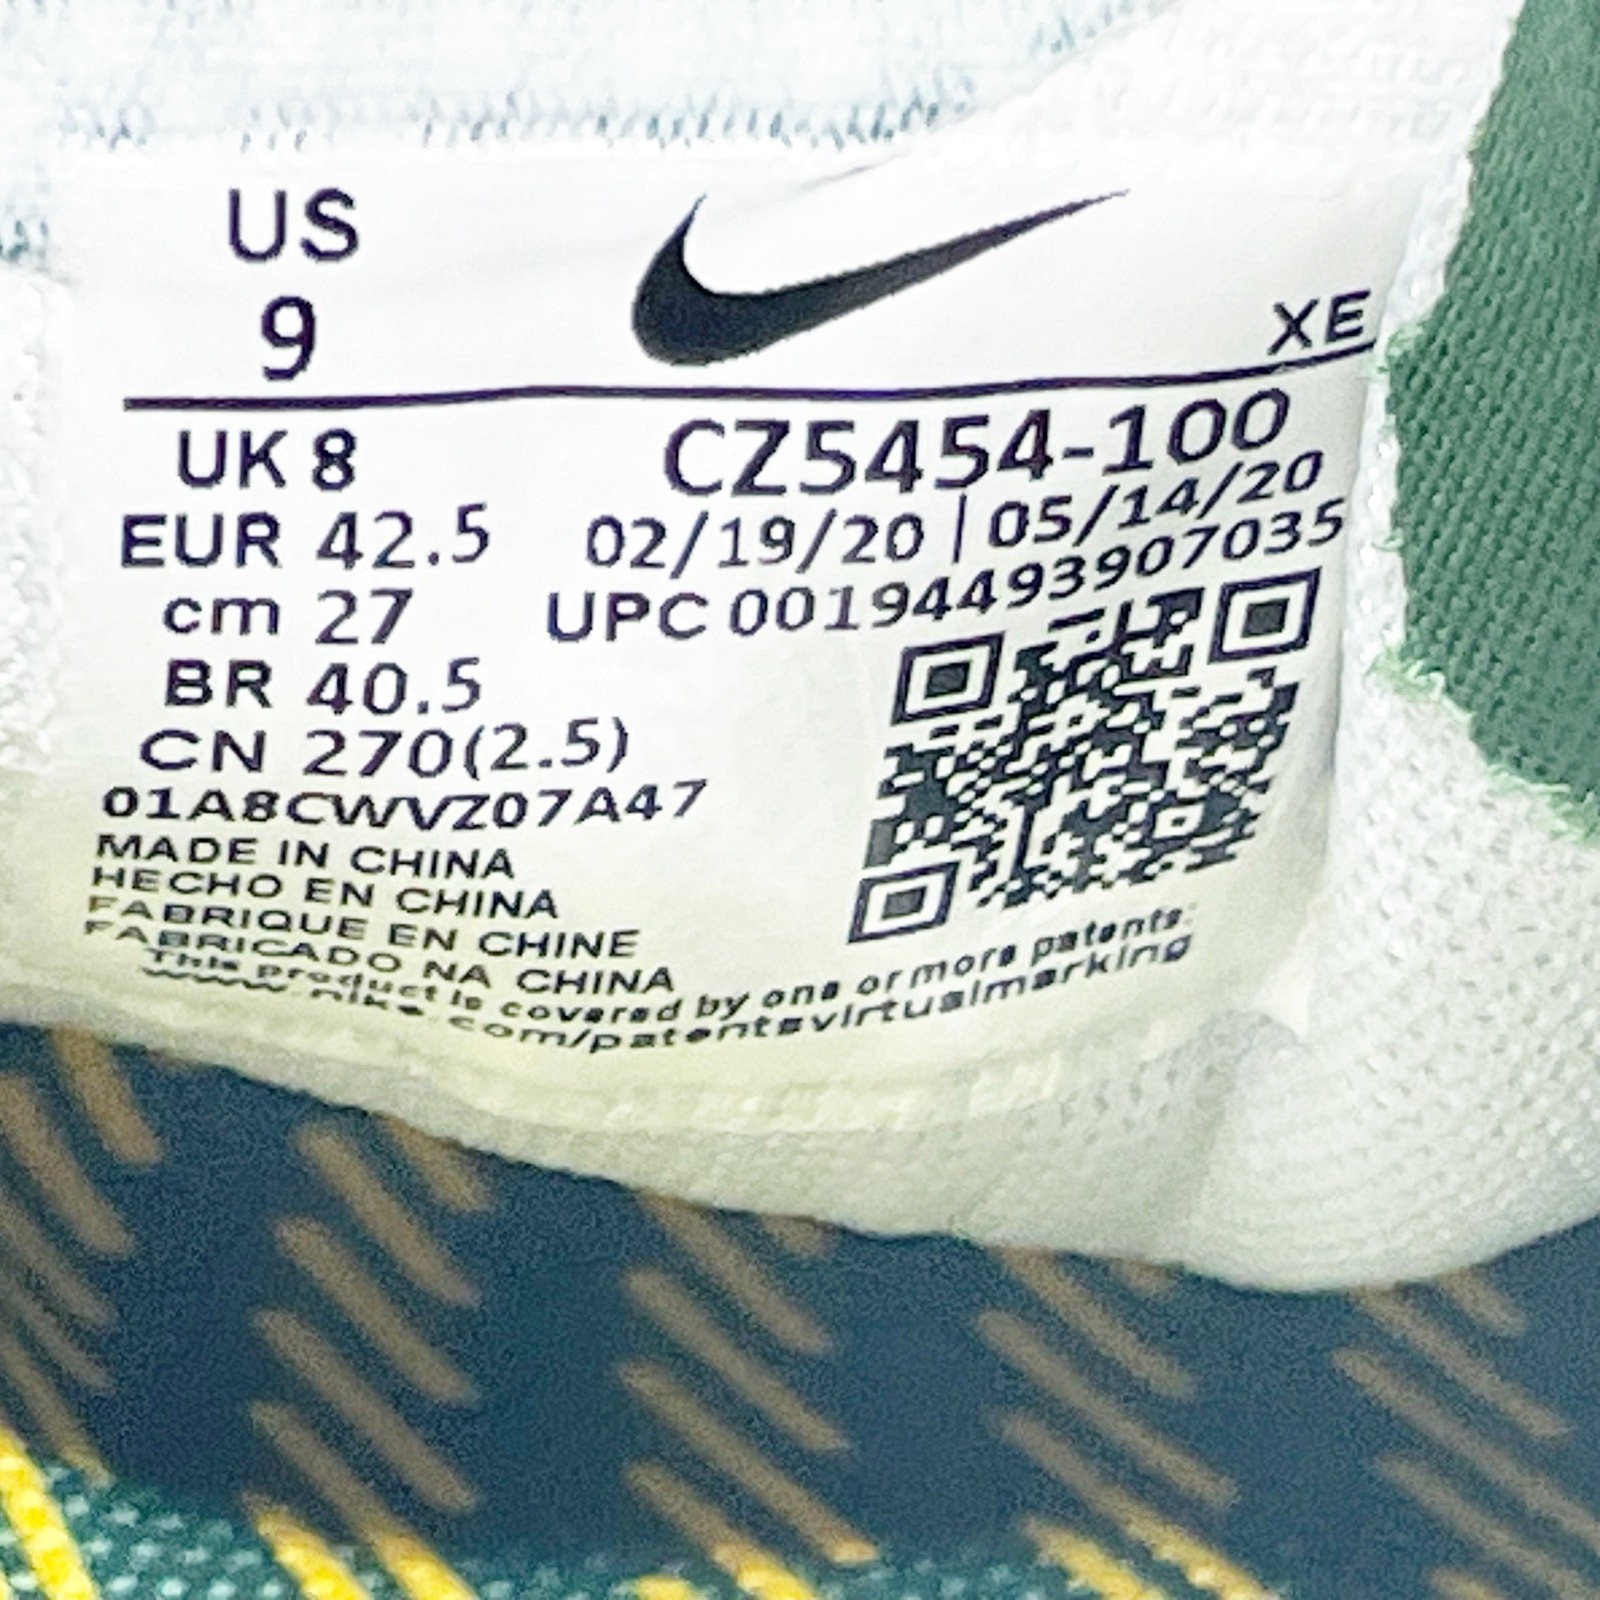 US
9
XE
UK 8
CZ5454-100
EUR 42.5
02/19/20 | 05/14/20
cm 27
UPC 00194493907035
BR 40.5
CN 270(2.5)
01A8CWVZ07A47
MADE IN CHINA
HECHO EN CHINA
FABRIQUE EN CHINE
FABRICADO NA CHINA
This product is covered by one or more patents:
www.nike.com/patentsvirtualmarking